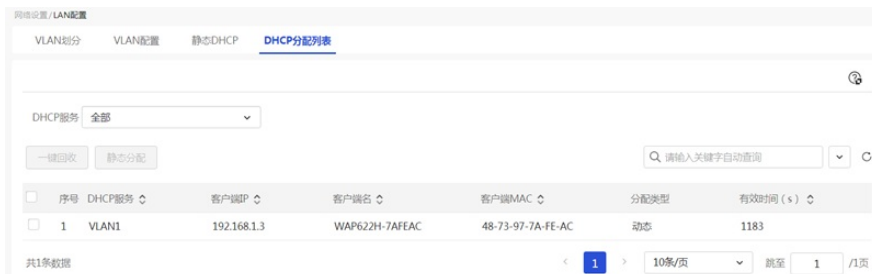 网络设置/LAN配置
VLAN划分 VLAN配置 静态DHCP DHCP分配列表
DHCP服务 全部
一键回收 静态分配 请输入关键字自动查询
序号 DHCP服务 客户端IP 客户端名 客户端MAC 分配类型 有效时间（s）
1 VLAN1 192.168.1.3 WAP622H-7AFEAC 48-73-97-7A-FE-AC 动态 1183
共1条数据 < 1 > 10条/页 跳至 1 /1页